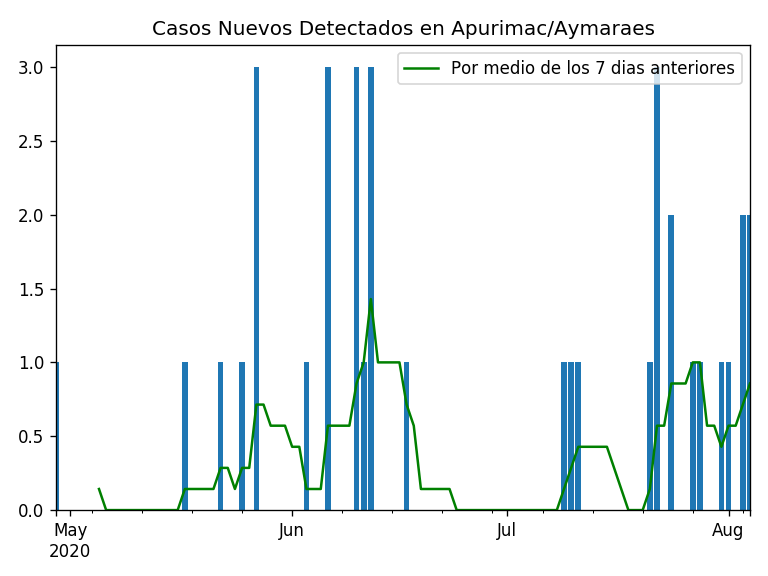 Casos Nuevos Detectados en Apurimac/Aymaraes
Por medio de los 7 dias anteriores
3.0
2.5
2.0
1.5
1.0
0.5
0.0
May Jun Jul Aug
2020